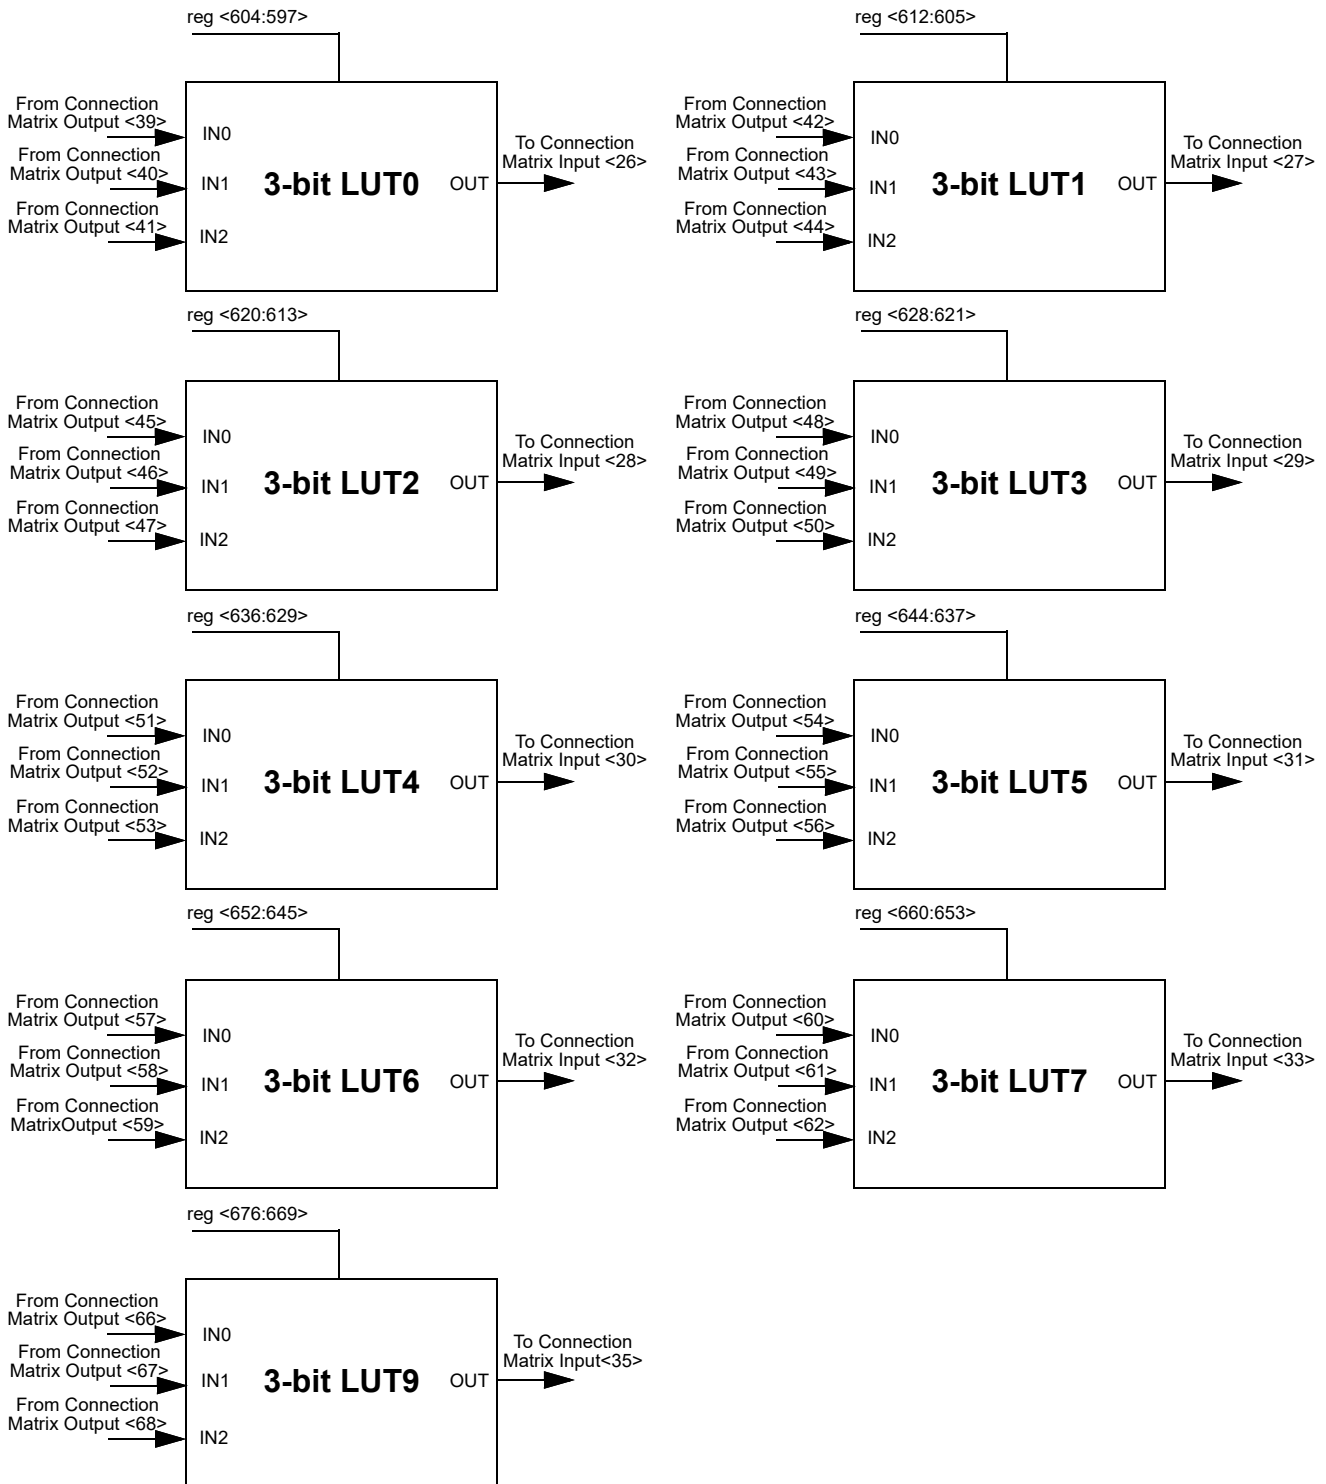 reg <604:597>
From Connection
Matrix Output <39>
From Connection
Matrix Output <40>
From Connection
Matrix Output <41>
IN0
IN1
IN2
3-bit LUT0
OUT
To Connection
Matrix Input <26>
reg <612:605>
From Connection
Matrix Output <42>
From Connection
Matrix Output <43>
From Connection
Matrix Output <44>
IN0
IN1
IN2
3-bit LUT1
OUT
To Connection
Matrix Input <27>
reg <620:613>
From Connection
Matrix Output <45>
From Connection
Matrix Output <46>
From Connection
Matrix Output <47>
IN0
IN1
IN2
3-bit LUT2
OUT
To Connection
Matrix Input <28>
reg <628:621>
From Connection
Matrix Output <48>
From Connection
Matrix Output <49>
From Connection
Matrix Output <50>
IN0
IN1
IN2
3-bit LUT3
OUT
To Connection
Matrix Input <29>
reg <636:629>
From Connection
Matrix Output <51>
From Connection
Matrix Output <52>
From Connection
Matrix Output <53>
IN0
IN1
IN2
3-bit LUT4
OUT
To Connection
Matrix Input <30>
reg <644:637>
From Connection
Matrix Output <54>
From Connection
Matrix Output <55>
From Connection
Matrix Output <56>
IN0
IN1
IN2
3-bit LUT5
OUT
To Connection
Matrix Input <31>
reg <652:645>
From Connection
Matrix Output <57>
From Connection
Matrix Output <58>
From Connection
MatrixOutput <59>
IN0
IN1
IN2
3-bit LUT6
OUT
To Connection
Matrix Input <32>
reg <660:653>
From Connection
Matrix Output <60>
From Connection
Matrix Output <61>
From Connection
Matrix Output <62>
IN0
IN1
IN2
3-bit LUT7
OUT
To Connection
Matrix Input <33>
reg <676:669>
From Connection
Matrix Output <66>
From Connection
Matrix Output <67>
From Connection
Matrix Output <68>
IN0
IN1
IN2
3-bit LUT9
OUT
To Connection
Matrix Input<35>